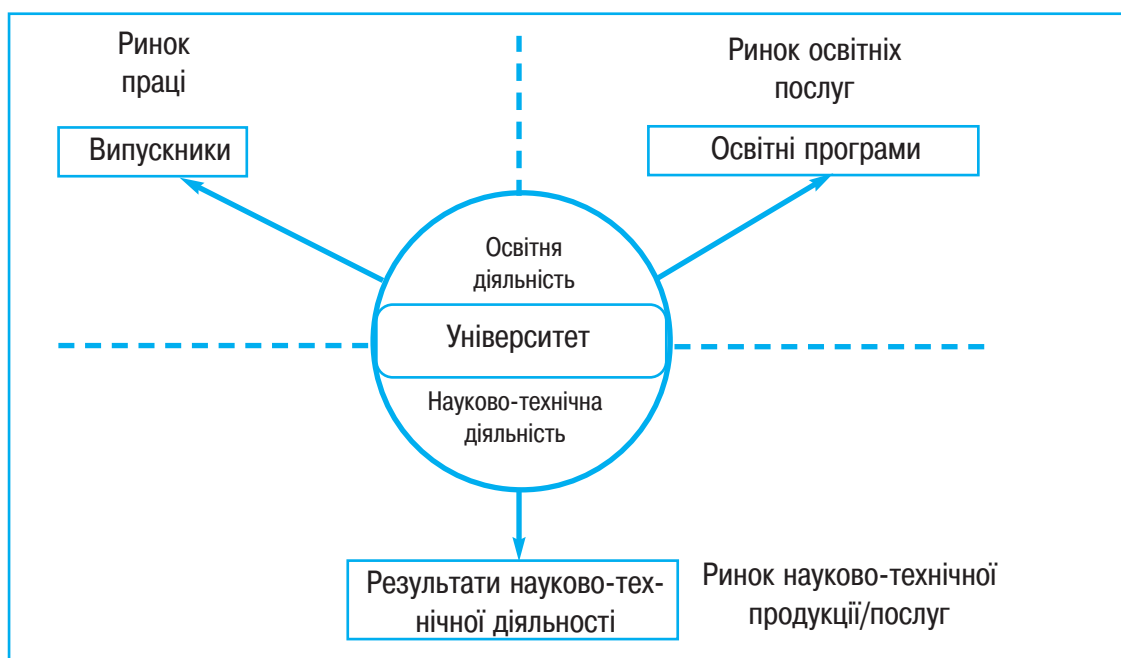 Ринок
праці
Випускники
Ринок освітніх
послуг
Освітні програми
Освітня
діяльність
Університет
Науково-технічна
діяльність
Результати науково-тех-
нічної діяльності
Ринок науково-технічної
продукції/послуг